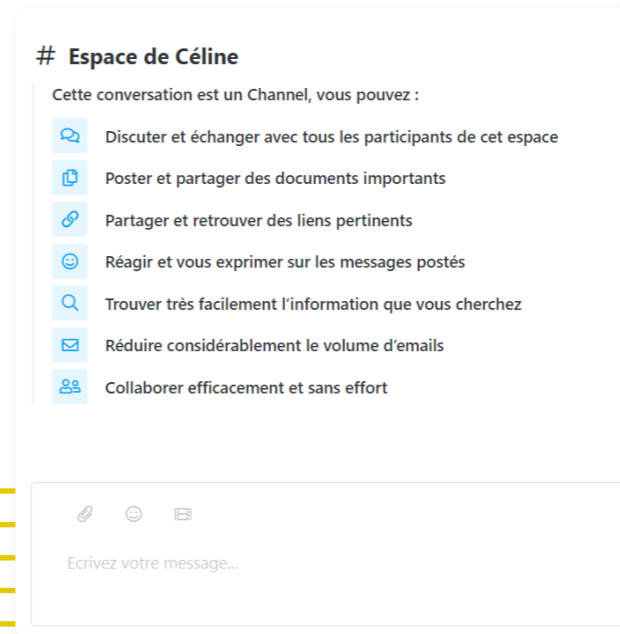 # Espace de Céline
Cette conversation est un Channel, vous pouvez :
Discuter et échanger avec tous les participants de cet espace
Poster et partager des documents importants
Partager et retrouver des liens pertinents
Réagir et vous exprimer sur les messages postés
Trouver très facilement l'information que vous cherchez
Réduire considérablement le volume d'emails
Collaborer efficacement et sans effort
Ecrivez votre message...